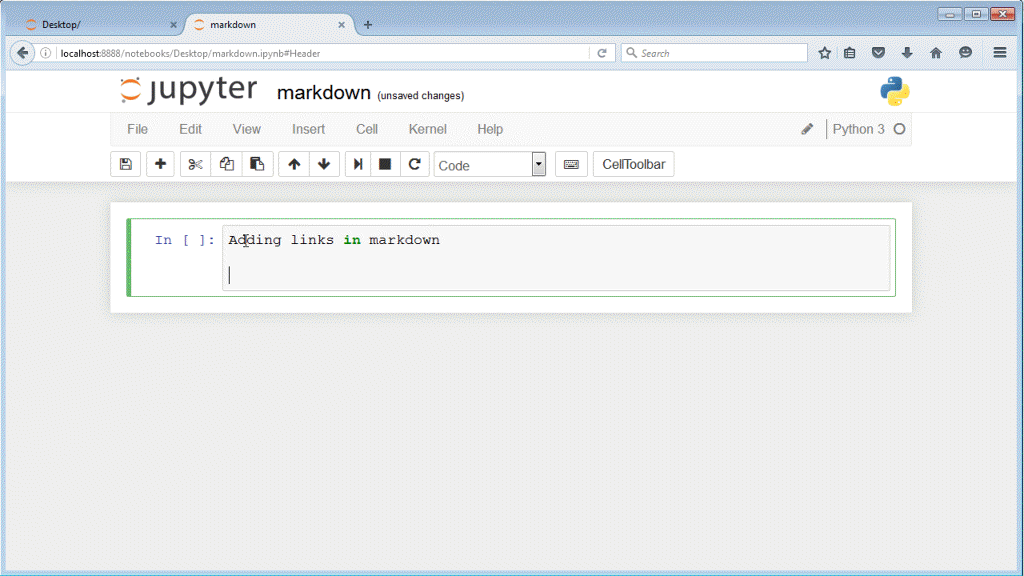 Desktop/ markdown
localhost:8888/notebooks/Desktop/markdown.ipynb#Header Search
jupyter markdown (unsaved changes)
File Edit View Insert Cell Kernel Help Python 3
Code CellToolbar
In [ ]: Adding links in markdown